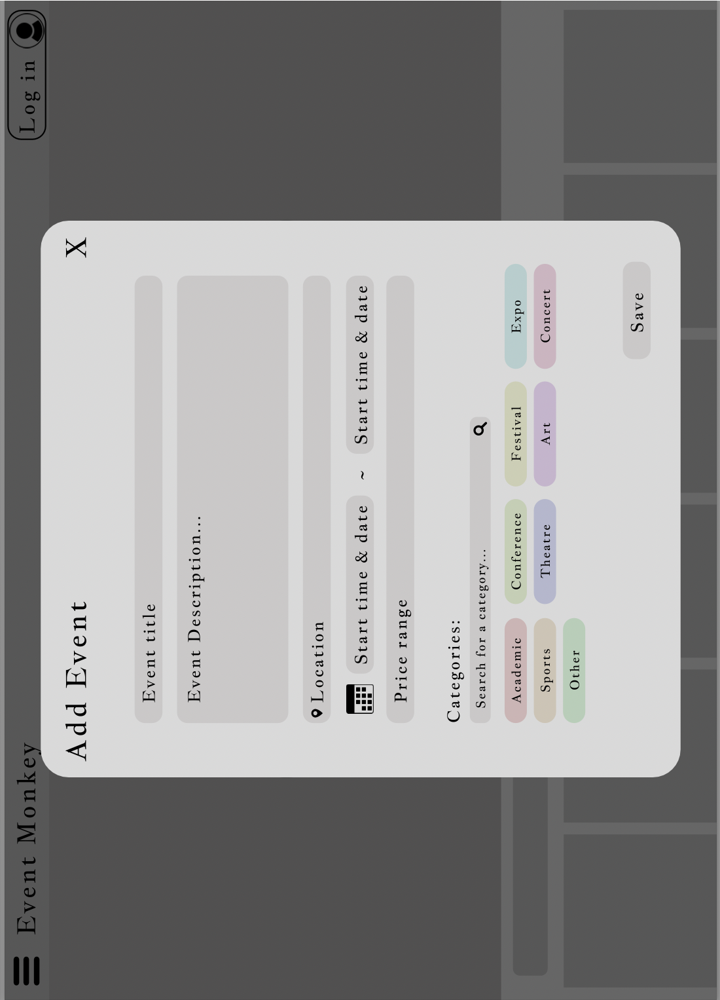 Event Monkey
Log in
Add Event
X
Event title
Event Description...
Location
Start time & date ~ Start time & date
Price range
Categories:
Search for a category...
Academic Conference Festival Expo
Sports Theatre Art Concert
Other
Save